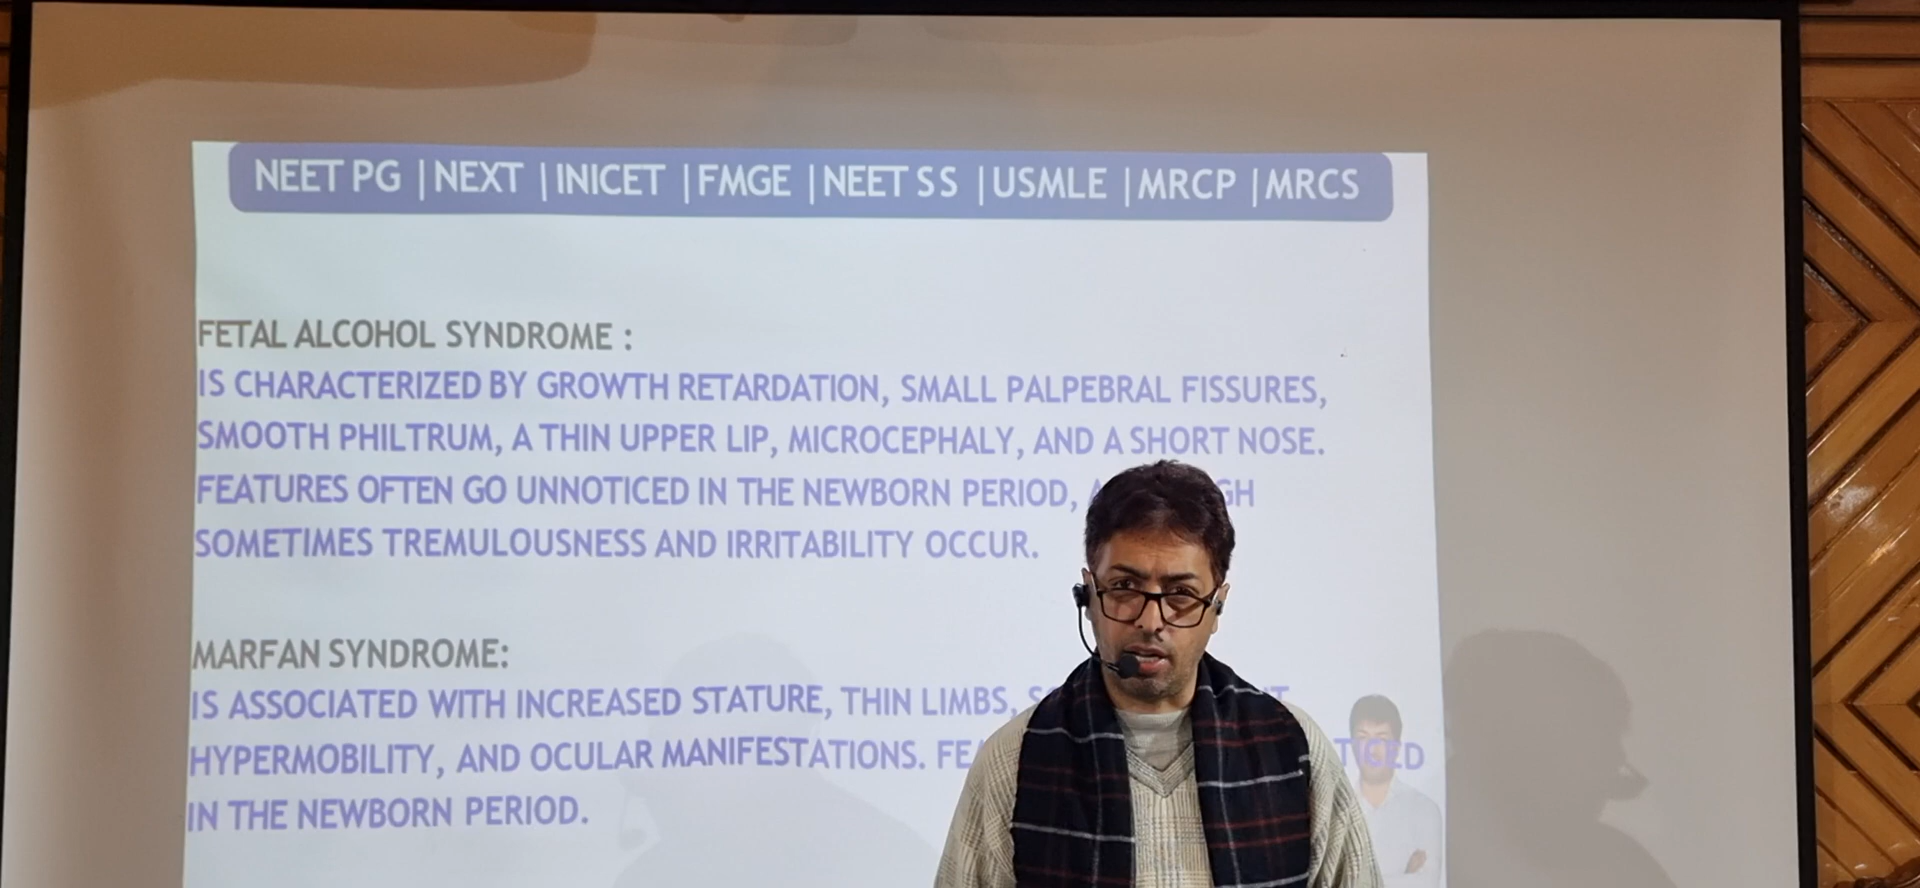 NEET PG | NEXT | INICET | FMGE | NEET S S | USMLE | MRCP | MRCS
FETAL ALCOHOL SYNDROME :
IS CHARACTERIZED BY GROWTH RETARDATION, SMALL PALPEBRAL FISSURES,
SMOOTH PHILTRUM, A THIN UPPER LIP, MICROCEPHALY, AND A SHORT NOSE.
FEATURES OFTEN GO UNNOTICED IN THE NEWBORN PERIOD,
SOMETIMES TREMULOUSNESS AND IRRITABILITY OCCUR.
MARFAN SYNDROME:
IS ASSOCIATED WITH INCREASED STATURE, THIN LIMBS,
HYPERMOBILITY, AND OCULAR MANIFESTATIONS.
IN THE NEWBORN PERIOD.